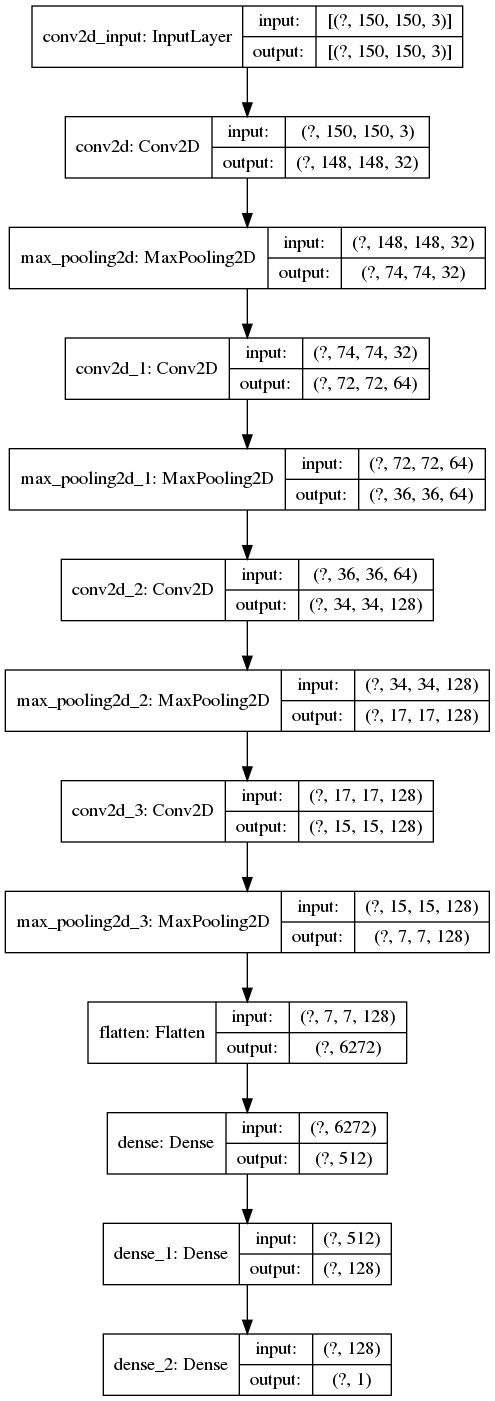 conv2d_input: InputLayer
input: [(?, 150, 150, 3)]
output: [(?, 150, 150, 3)]
conv2d: Conv2D
input: (?, 150, 150, 3)
output: (?, 148, 148, 32)
max_pooling2d: MaxPooling2D
input: (?, 148, 148, 32)
output: (?, 74, 74, 32)
conv2d_1: Conv2D
input: (?, 74, 74, 32)
output: (?, 72, 72, 64)
max_pooling2d_1: MaxPooling2D
input: (?, 72, 72, 64)
output: (?, 36, 36, 64)
conv2d_2: Conv2D
input: (?, 36, 36, 64)
output: (?, 34, 34, 128)
max_pooling2d_2: MaxPooling2D
input: (?, 34, 34, 128)
output: (?, 17, 17, 128)
conv2d_3: Conv2D
input: (?, 17, 17, 128)
output: (?, 15, 15, 128)
max_pooling2d_3: MaxPooling2D
input: (?, 15, 15, 128)
output: (?, 7, 7, 128)
flatten: Flatten
input: (?, 7, 7, 128)
output: (?, 6272)
dense: Dense
input: (?, 6272)
output: (?, 512)
dense_1: Dense
input: (?, 512)
output: (?, 128)
dense_2: Dense
input: (?, 128)
output: (?, 1)